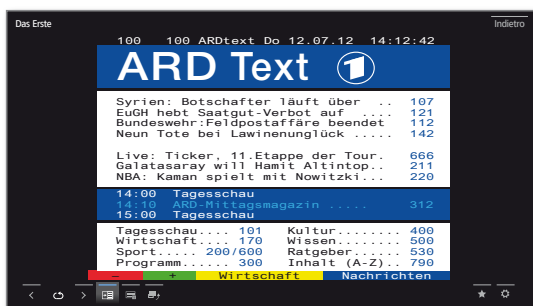 Das Erste
Indietro
100 100 ARDtext Do 12.07.12 14:12:42
ARD Text 1
Syrien: Botschafter läuft über .. 107
EuGH hebt Saatgut-Verbot auf .... 121
Bundeswehr:Feldpostaffäre beendet 112
Neun Tote bei Lawinenunglück ..... 142
Live: Ticker, 11.Etappe der Tour. 666
Galatasaray will Hamit Altintop.. 211
NBA: Kaman spielt mit Nowitzki... 220
14:00 Tagesschau
14:10 ARD-Mittagsmagazin ..... 312
15:00 Tagesschau
Tagesschau.... 101 Kultur........ 400
Wirtschaft.... 170 Wissen........ 500
Sport..... 200/600 Ratgeber...... 530
Programm...... 300 Inhalt (A-Z).. 790
- + Wirtschaft Nachrichten